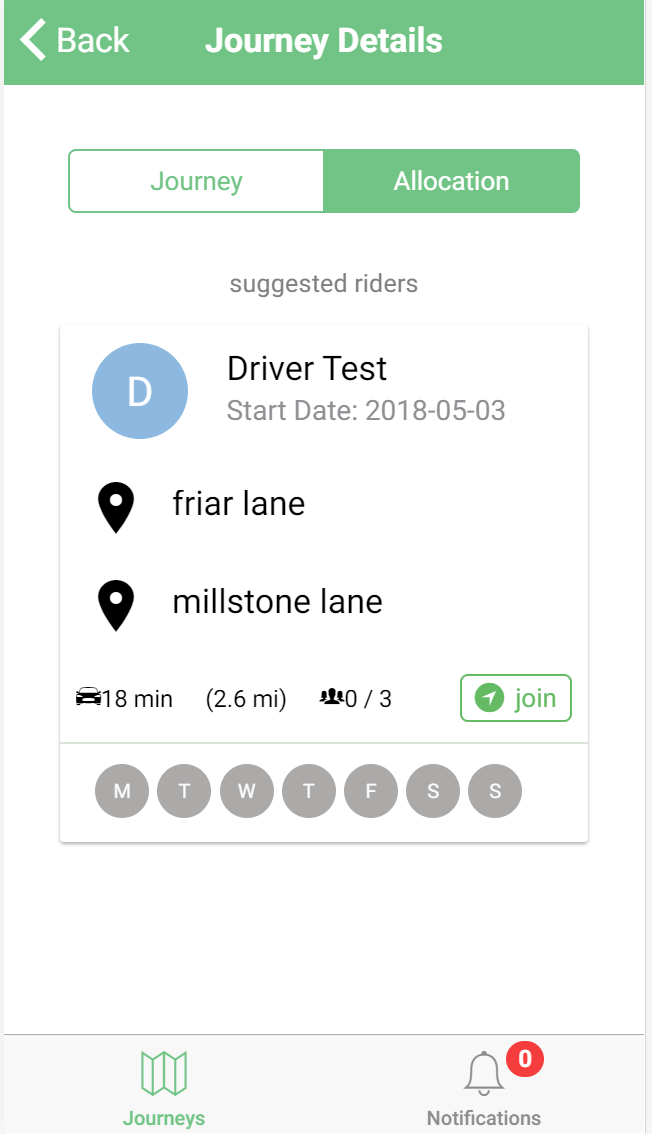 Back Journey Details
Journey Allocation
suggested riders
D
Driver Test
Start Date: 2018-05-03
friar lane
millstone lane
18 min (2.6 mi) 0 / 3 join
M T W T F S S
0
Journeys Notifications